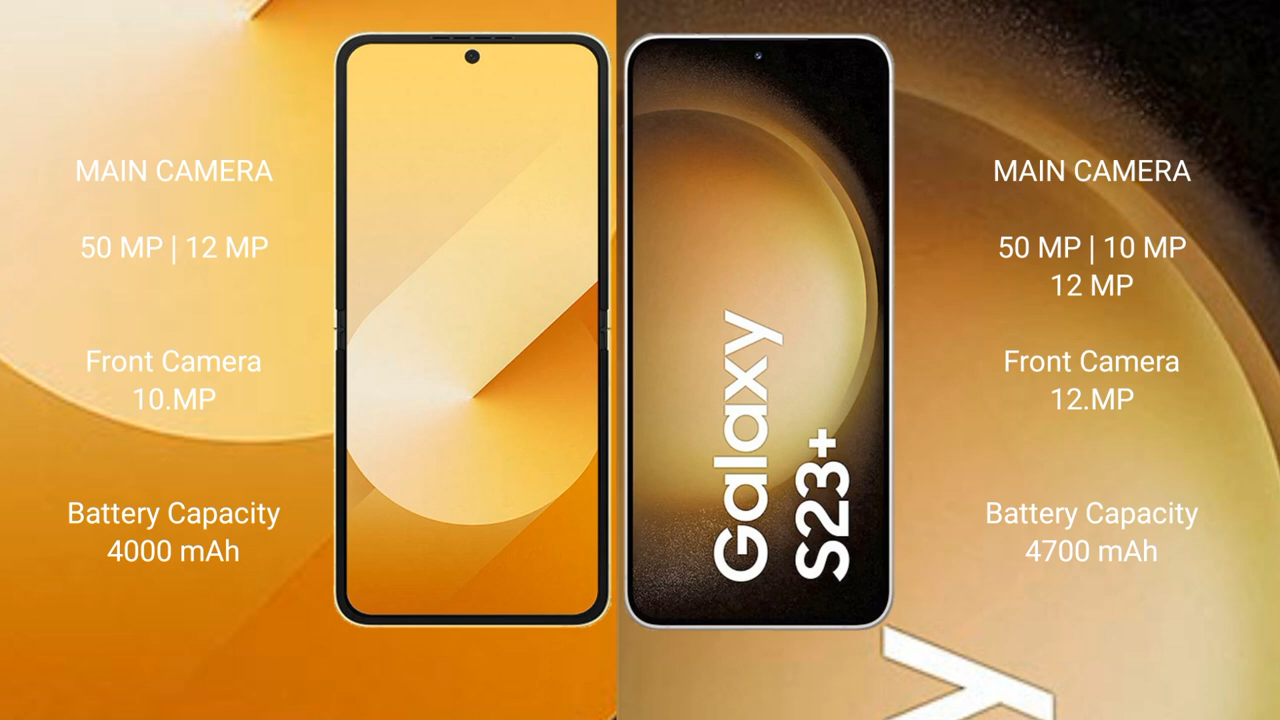 MAIN CAMERA
50 MP | 12 MP
Front Camera
10.MP
Battery Capacity
4000 mAh
Galaxy
S23+
MAIN CAMERA
50 MP | 10 MP
12 MP
Front Camera
12.MP
Battery Capacity
4700 mAh
y